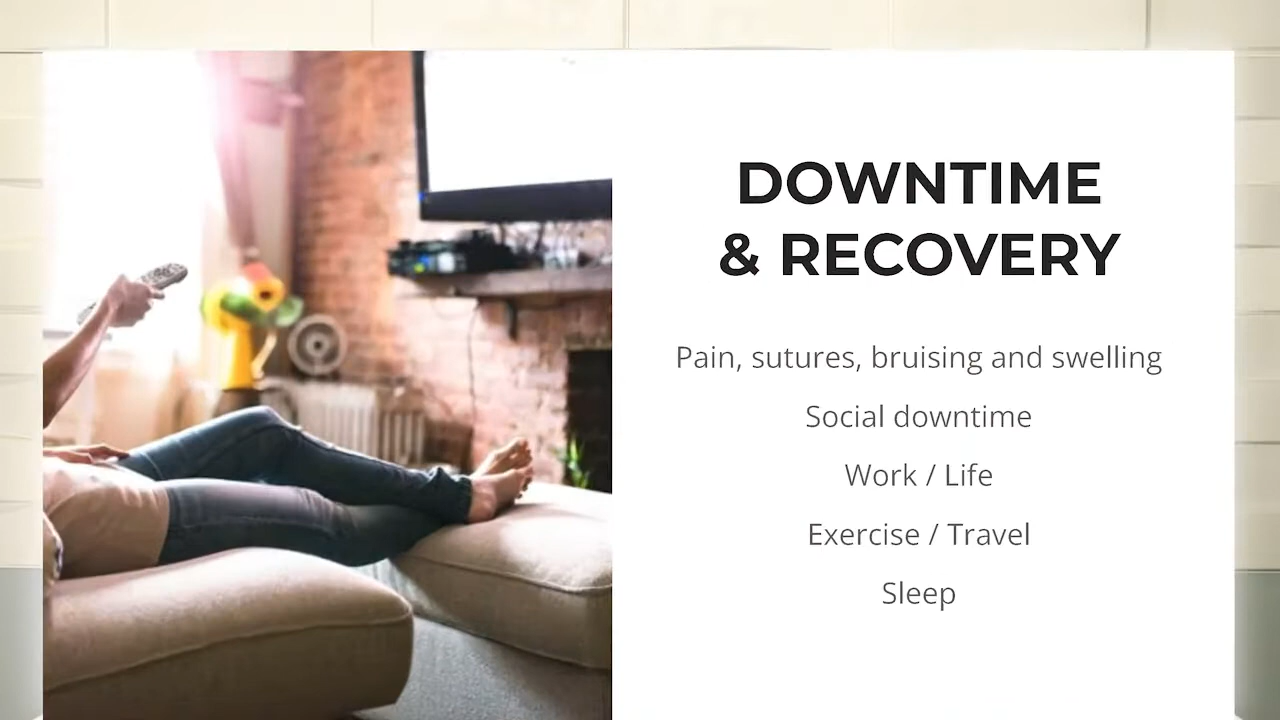 DOWNTIME
& RECOVERY
Pain, sutures, bruising and swelling
Social downtime
Work / Life
Exercise / Travel
Sleep